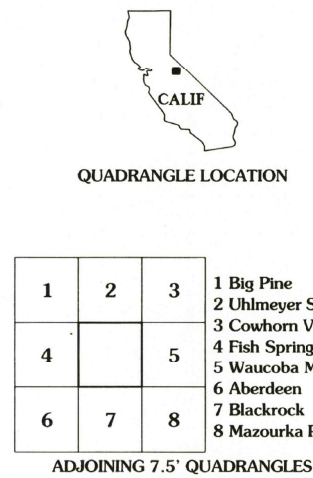 CALIF
QUADRANGLE LOCATION
1 2 3
4 5
6 7 8
1 Big Pine
2 Uhlmeyer S
3 Cowhorn V
4 Fish Spring
5 Waucoba M
6 Aberdeen
7 Blackrock
8 Mazourka P
ADJOINING 7.5' QUADRANGLES